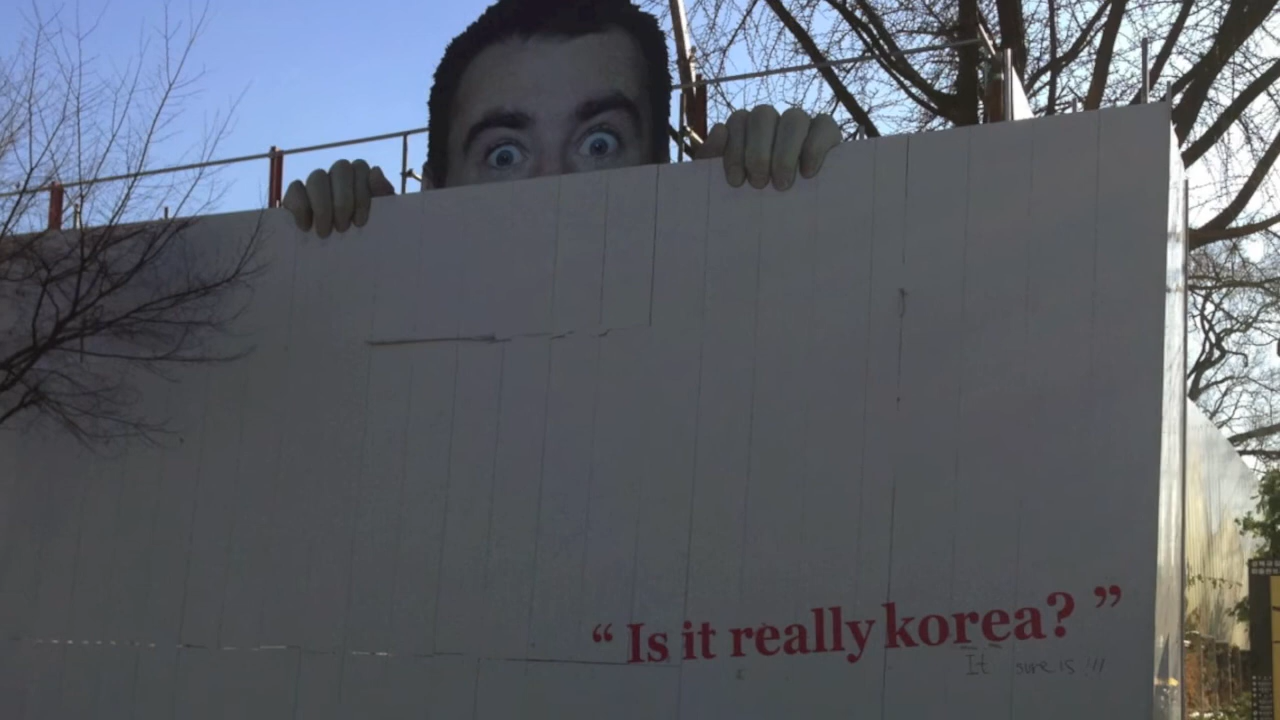 “ Is it really korea? ”
It sure is !!!